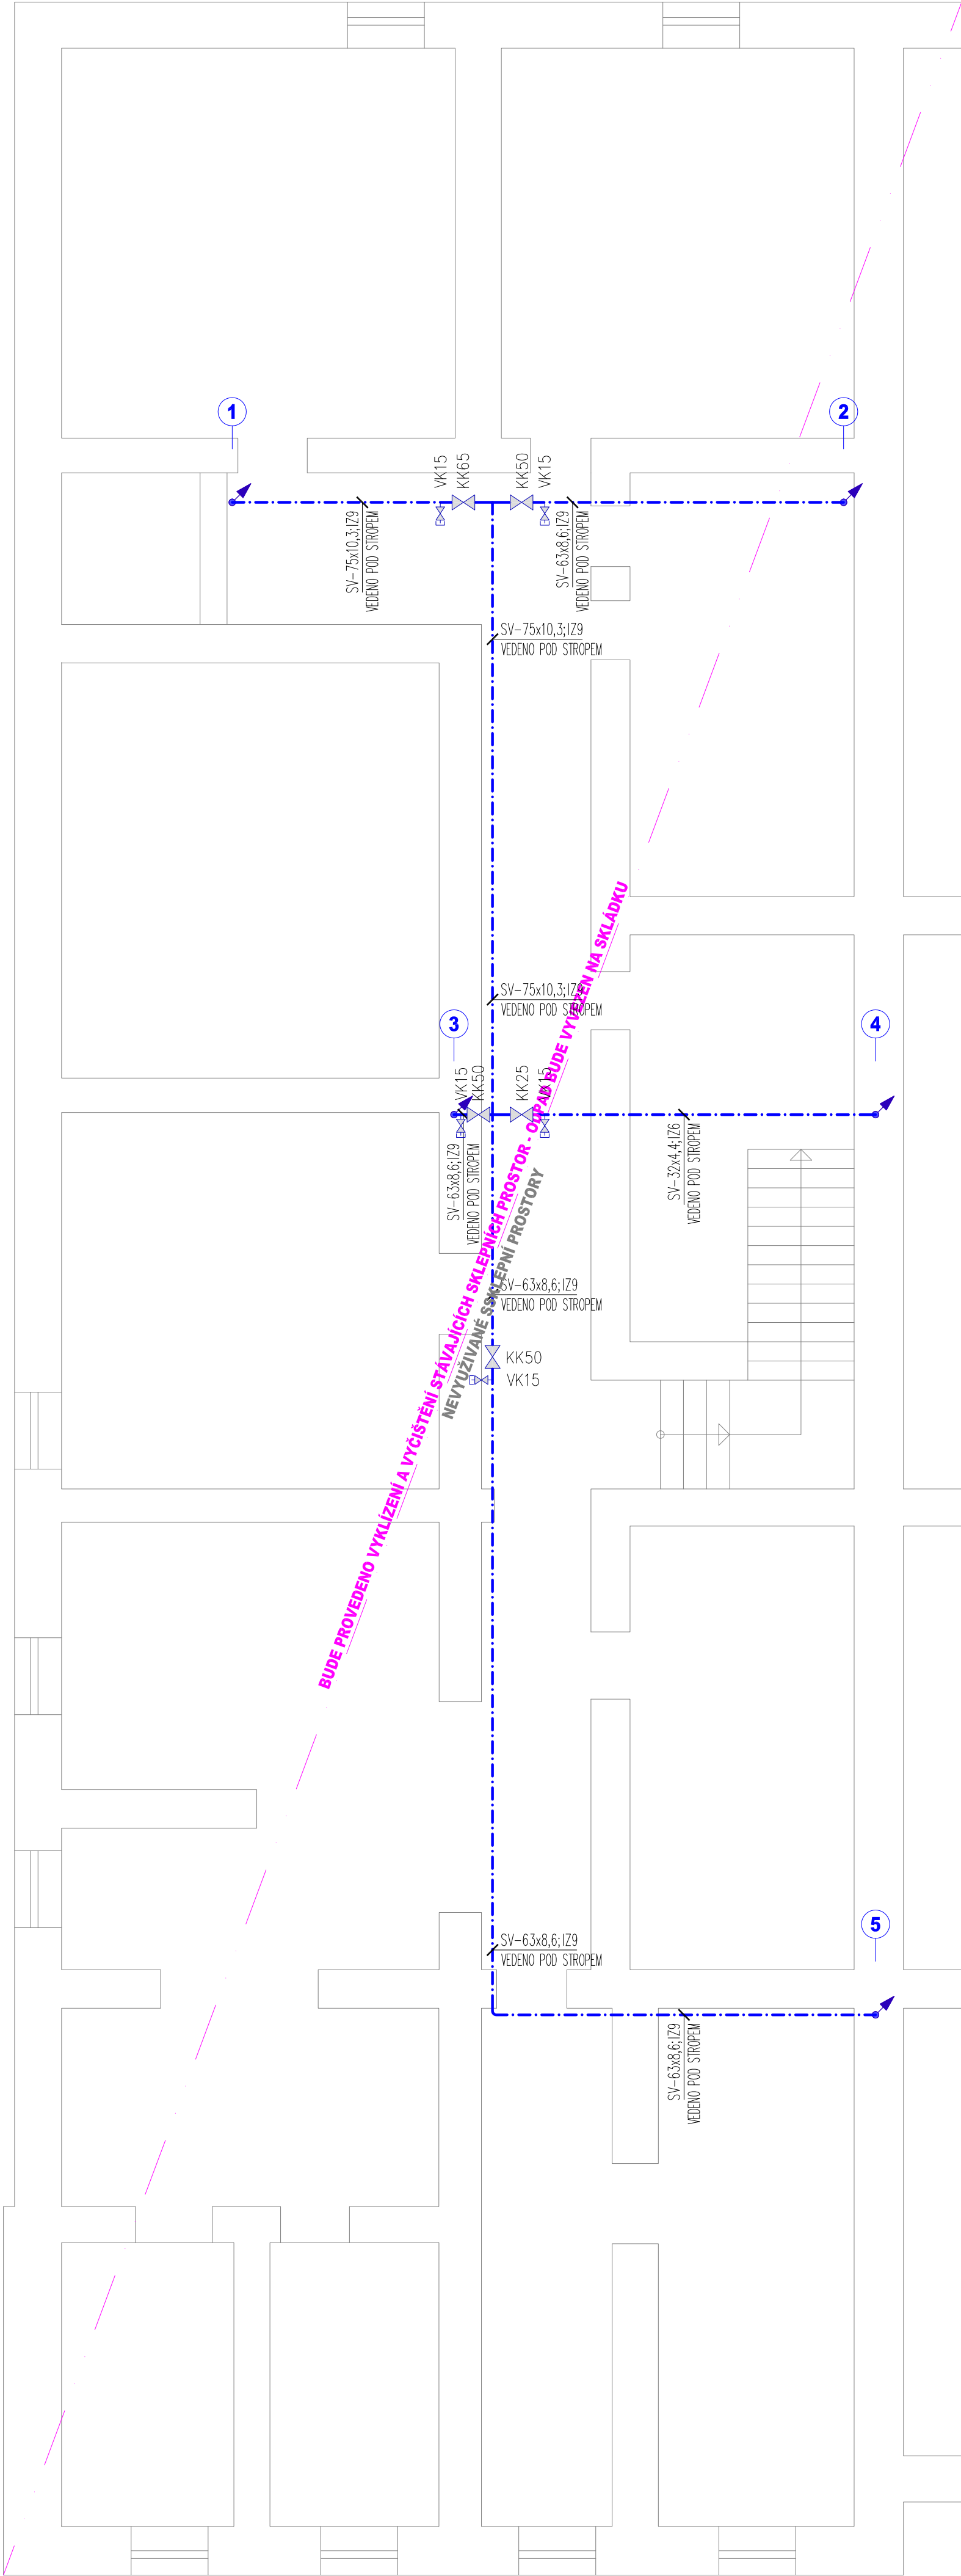 1
2
VK15
KK65
KK50
VK15
SV-75x10,3;IZ9
VEDENO POD STROPEM
SV-63x8,6;IZ9
VEDENO POD STROPEM
SV-75x10,3;IZ9
VEDENO POD STROPEM
SV-75x10,3;IZ9
VEDENO POD STROPEM
3
4
VK15
KK50
KK25
VK15
SV-63x8,6;IZ9
VEDENO POD STROPEM
SV-32x4,4;IZ6
VEDENO POD STROPEM
BUDE PROVEDENO VYKLÍZENÍ A VYČIŠTĚNÍ STÁVAJÍCÍCH SKLEPNÍCH PROSTOR - ODPAD BUDE VYVEZEN NA SKLÁDKU
NEVYUŽIVANÉ SSKLEPNÍ PROSTORY
SV-63x8,6;IZ9
VEDENO POD STROPEM
KK50
VK15
5
SV-63x8,6;IZ9
VEDENO POD STROPEM
SV-63x8,6;IZ9
VEDENO POD STROPEM